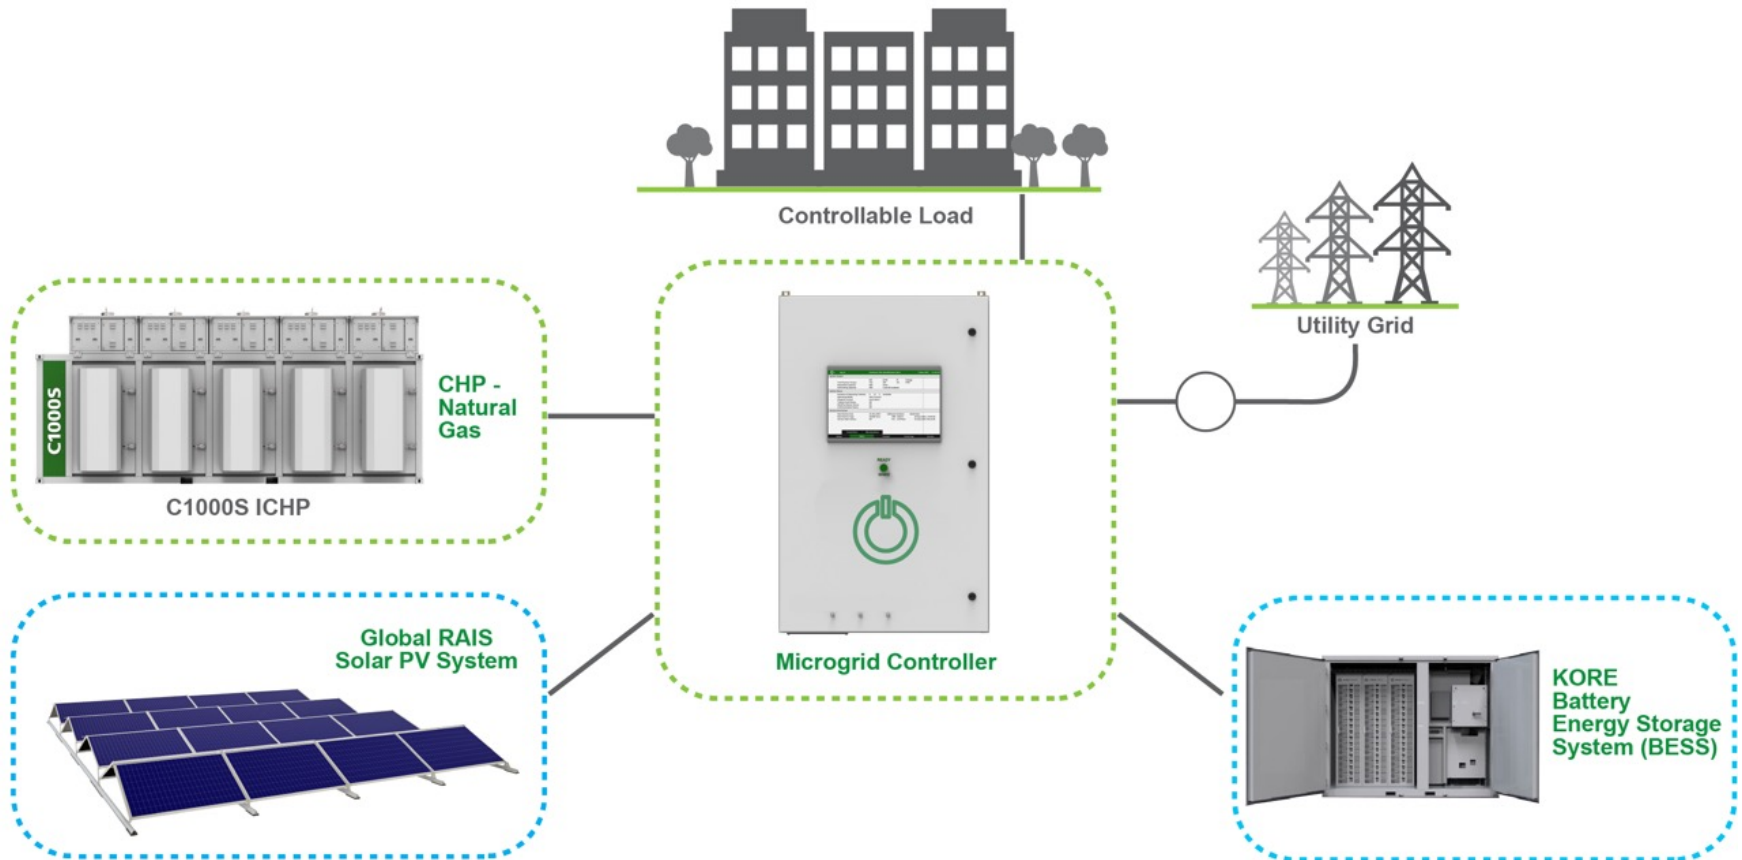 Controllable Load
Utility Grid
C1000S
CHP -
Natural
Gas
C1000S ICHP
Microgrid Controller
Global RAIS
Solar PV System
KORE
Battery
Energy Storage
System (BESS)